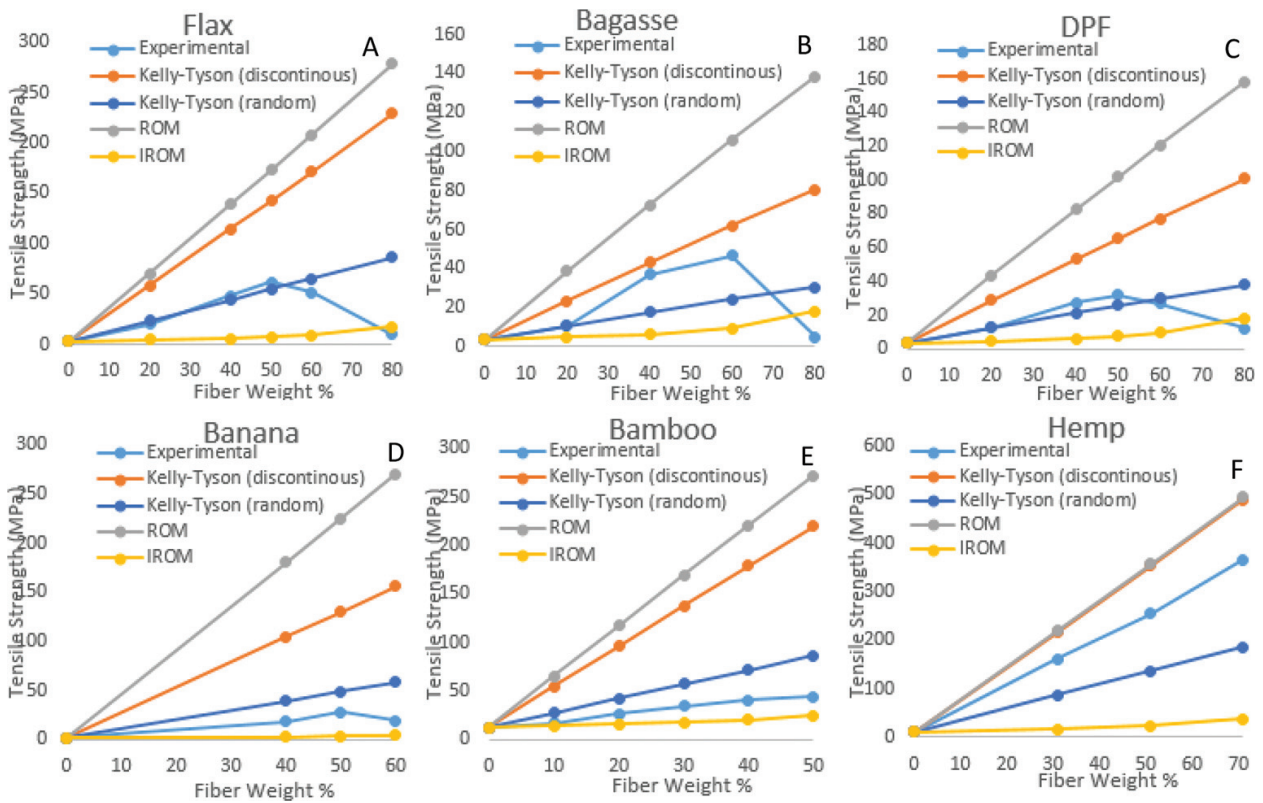 Flax
A
Experimental
Kelly-Tyson (discontinous)
Kelly-Tyson (random)
ROM
IROM
Tensile Strength (MPa)
300
250
200
150
100
50
0
0 10 20 30 40 50 60 70 80
Fiber Weight %
Bagasse
B
Experimental
Kelly-Tyson (discontinous)
Kelly-Tyson (random)
ROM
IROM
Tensile Strength (MPa)
160
140
120
100
80
60
40
20
0
0 10 20 30 40 50 60 70 80
Fiber Weight %
DPF
C
Experimental
Kelly-Tyson (discontinous)
Kelly-Tyson (random)
ROM
IROM
Tensile Strenegth (MPa)
180
160
140
120
100
80
60
40
20
0
0 10 20 30 40 50 60 70 80
Fiber Weight %
Banana
D
Experimental
Kelly-Tyson (discontinous)
Kelly-Tyson (random)
ROM
IROM
Tensile Strength (MPa)
300
250
200
150
100
50
0
0 10 20 30 40 50 60
Fiber Weight %
Bamboo
E
Experimental
Kelly-Tyson (discontinous)
Kelly-Tyson (random)
ROM
IROM
Tensile Strength (MPa)
300
250
200
150
100
50
0
0 10 20 30 40 50
Fiber Weight %
Hemp
F
Experimental
Kelly-Tyson (discontinous)
Kelly-Tyson (random)
ROM
IROM
Tensile Strength (MPa)
600
500
400
300
200
100
0
0 10 20 30 40 50 60 70
Fiber Weight %